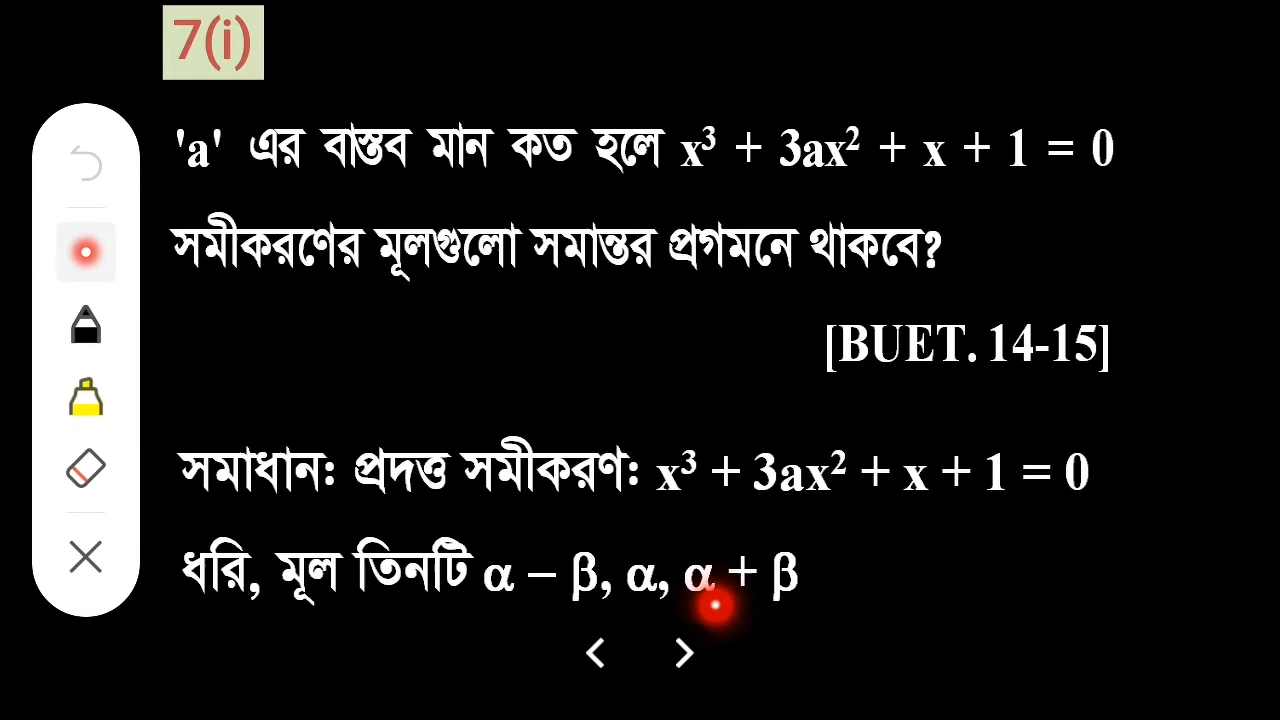 7(i)
'a' এর বাস্তব মান কত হলে x³ + 3ax² + x + 1 = 0
সমীকরণের মূলগুলো সমান্তর প্রগমনে থাকবে?
[BUET. 14-15]
সমাধানঃ প্রদত্ত সমীকরণঃ x³ + 3ax² + x + 1 = 0
ধরি, মূল তিনটি α – β, α, α + β